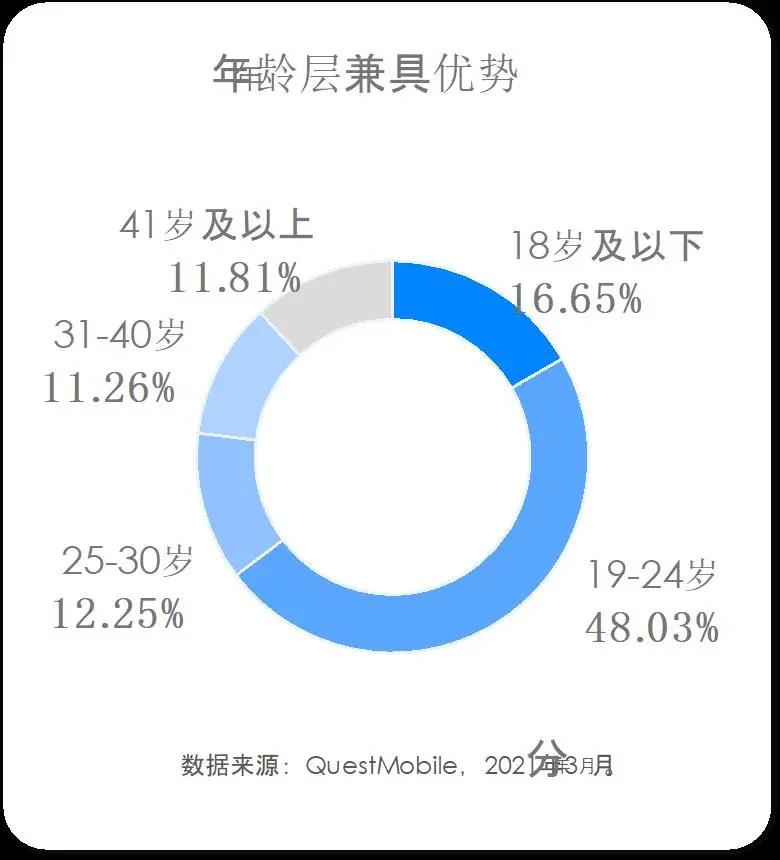 年龄层兼具优势
41岁及以上
11.81%
18岁及以下
16.65%
31-40岁
11.26%
25-30岁
12.25%
19-24岁
48.03%
数据来源：QuestMobile，2021年3月。